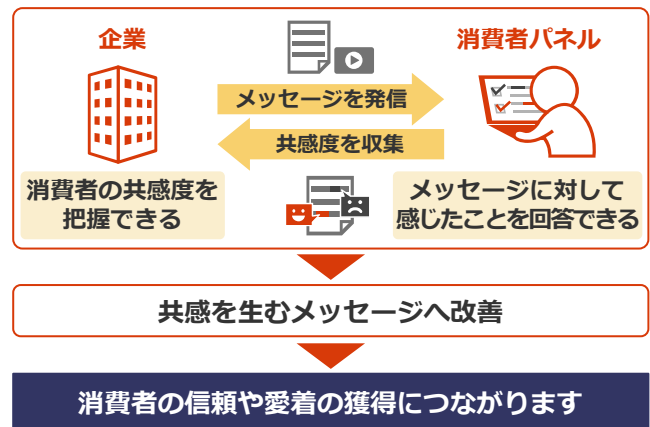 企業
消費者パネル
メッセージを発信
共感度を収集
消費者の共感度を
把握できる
メッセージに対して
感じたことを回答できる
共感を生むメッセージへ改善
消費者の信頼や愛着の獲得につながります